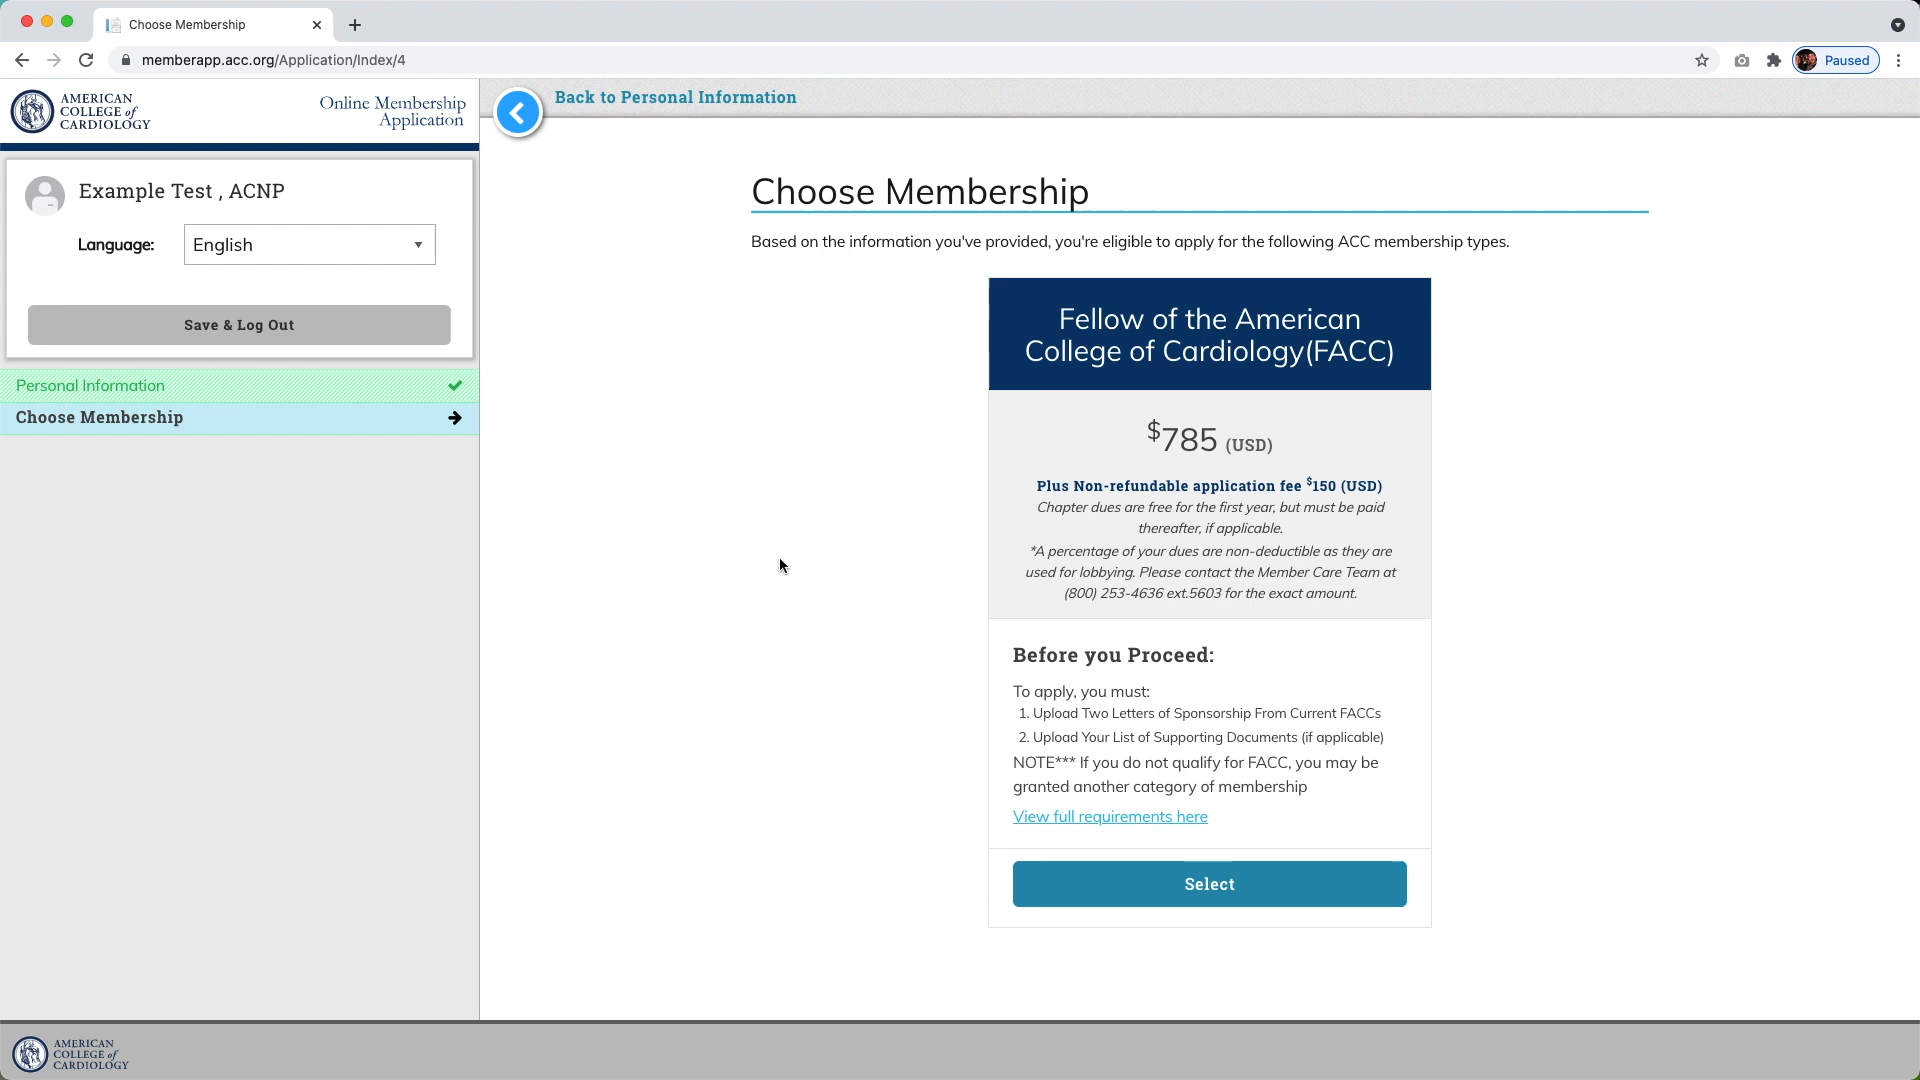 Choose Membership
memberapp.acc.org/Application/Index/4
Paused
AMERICAN
COLLEGE of
CARDIOLOGY
Online Membership
Application
Back to Personal Information
Example Test , ACNP
Language:
English
Save & Log Out
Personal Information
Choose Membership
Choose Membership
Based on the information you've provided, you're eligible to apply for the following ACC membership types.
Fellow of the American
College of Cardiology(FACC)
$785 (USD)
Plus Non-refundable application fee $150 (USD)
Chapter dues are free for the first year, but must be paid
thereafter, if applicable.
*A percentage of your dues are non-deductible as they are
used for lobbying. Please contact the Member Care Team at
(800) 253-4636 ext.5603 for the exact amount.
Before you Proceed:
To apply, you must:
1. Upload Two Letters of Sponsorship From Current FACCs
2. Upload Your List of Supporting Documents (if applicable)
NOTE*** If you do not qualify for FACC, you may be
granted another category of membership
View full requirements here
Select
AMERICAN
COLLEGE of
CARDIOLOGY